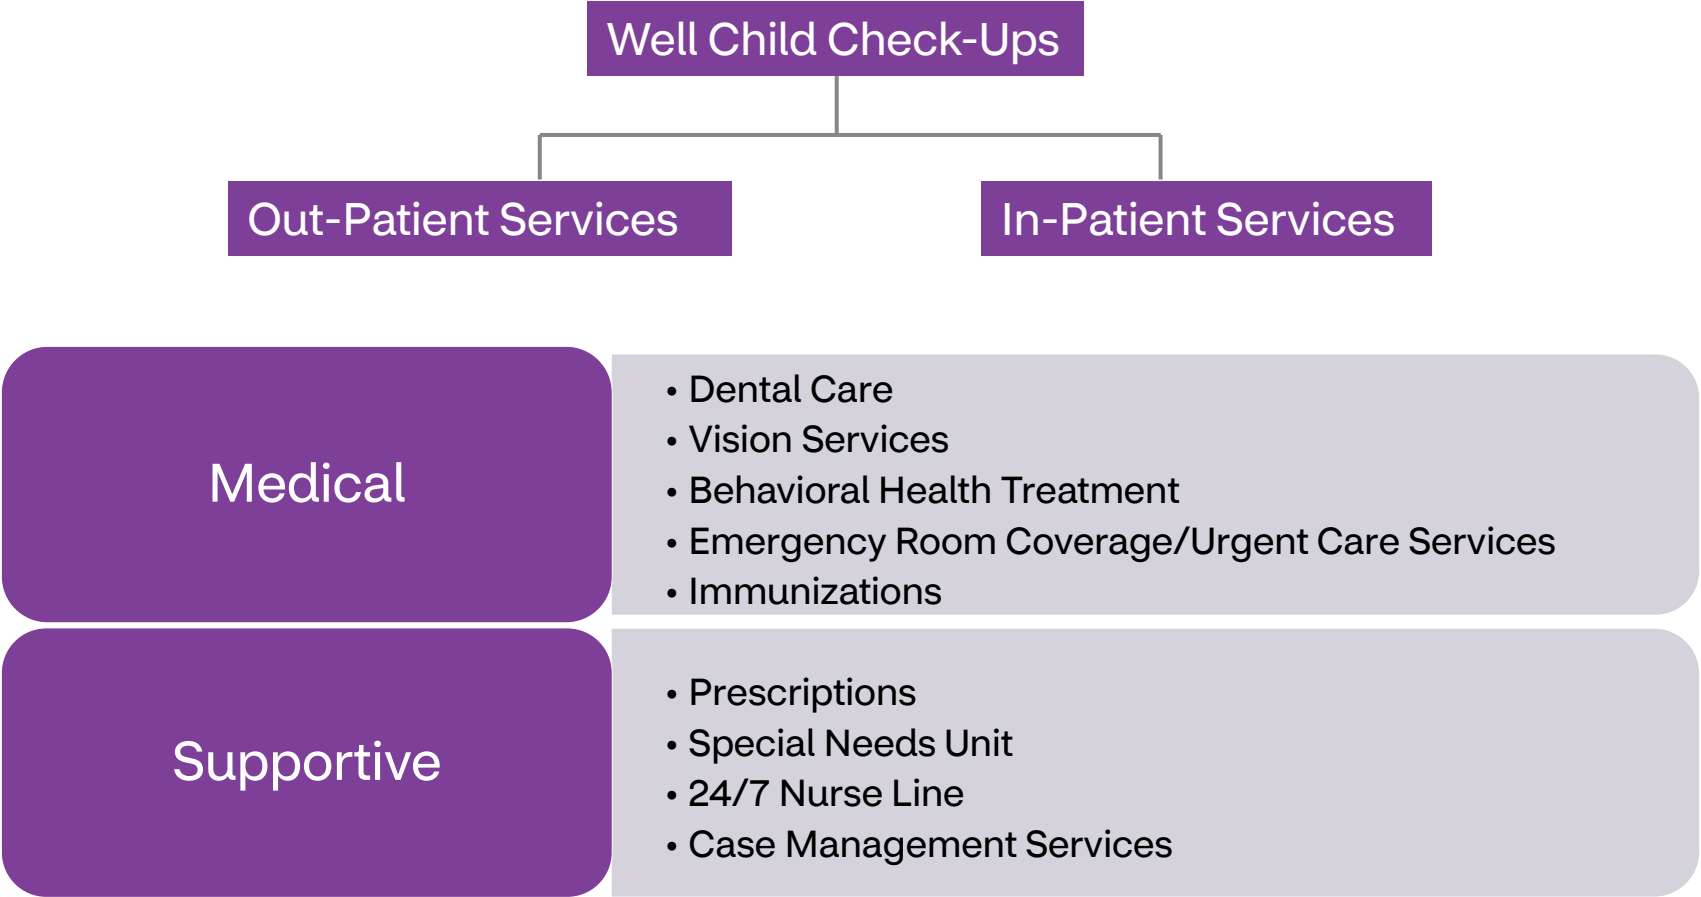 Well Child Check-Ups
Out-Patient Services
In-Patient Services
Medical
• Dental Care
• Vision Services
• Behavioral Health Treatment
• Emergency Room Coverage/Urgent Care Services
• Immunizations
Supportive
• Prescriptions
• Special Needs Unit
• 24/7 Nurse Line
• Case Management Services